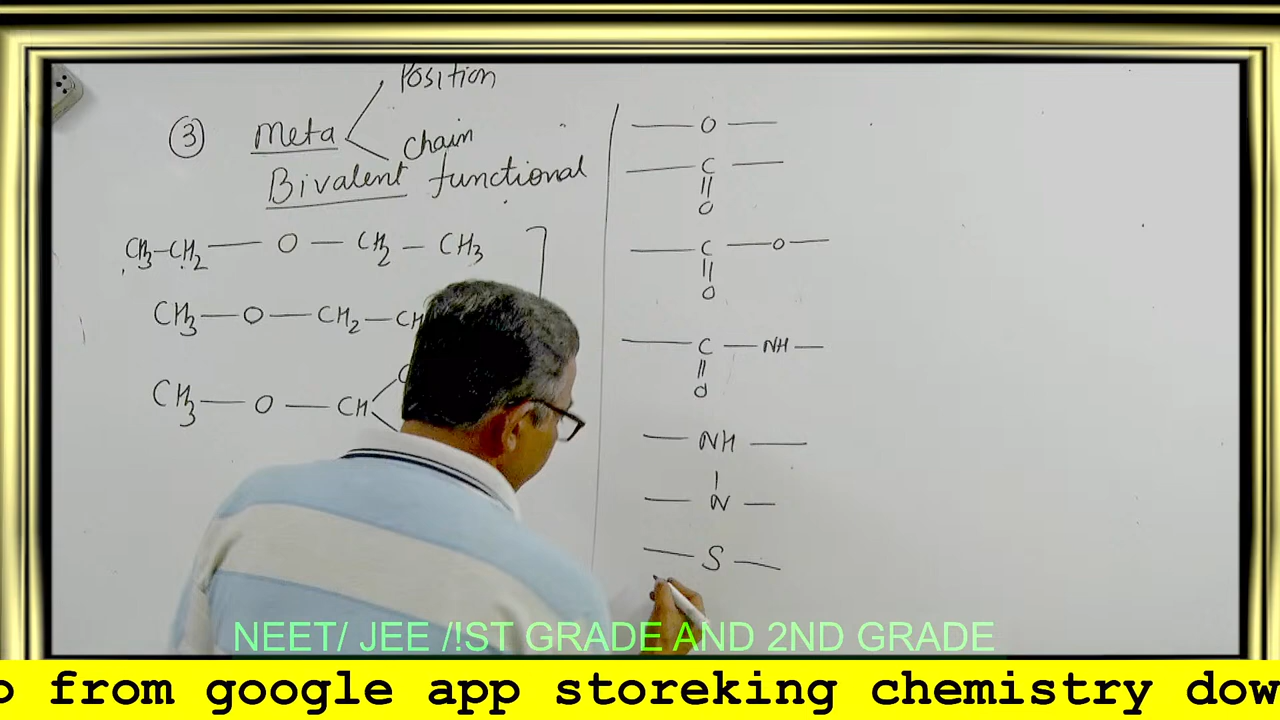 Position
③ Meta
chain
Bivalent functional
CH3-CH2 — O — CH2 — CH3
CH3 — O — CH2 — CH
CH3 — O — CH
— O —
— C —
||
O
— C — O —
||
O
— C — NH —
||
O
— NH —
|
— N —
— S —
NEET/ JEE /!ST GRADE AND 2ND GRADE
from google app storeking chemistry dow